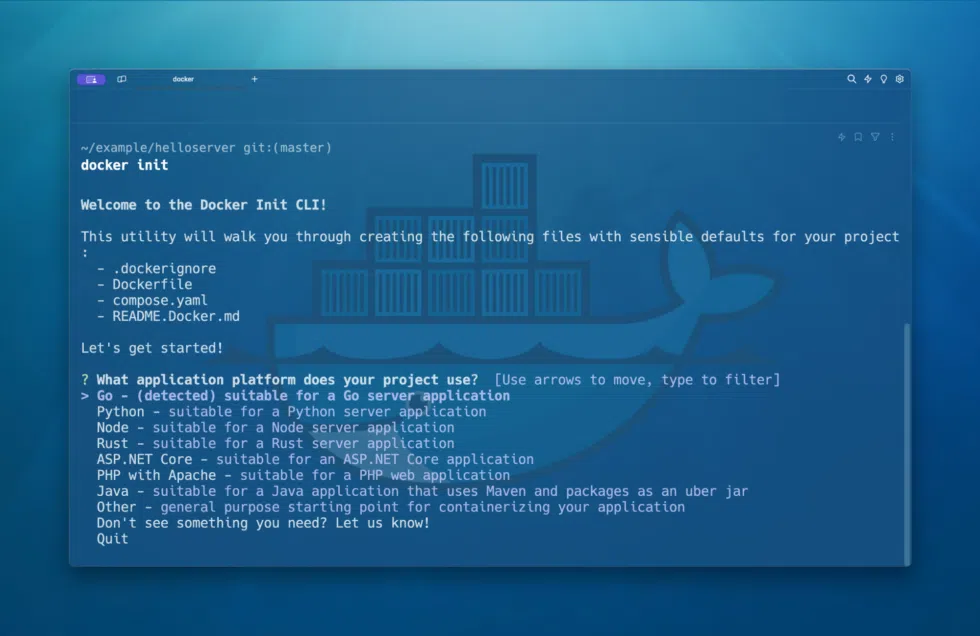 docker
~/example/helloserver git:(master)
docker init
Welcome to the Docker Init CLI!
This utility will walk you through creating the following files with sensible defaults for your project
:
- .dockerignore
- Dockerfile
- compose.yaml
- README.Docker.md
Let's get started!
? What application platform does your project use?  [Use arrows to move, type to filter]
> Go - (detected) suitable for a Go server application
Python - suitable for a Python server application
Node - suitable for a Node server application
Rust - suitable for a Rust server application
ASP.NET Core - suitable for an ASP.NET Core application
PHP with Apache - suitable for a PHP web application
Java - suitable for a Java application that uses Maven and packages as an uber jar
Other - general purpose starting point for containerizing your application
Don't see something you need? Let us know!
Quit